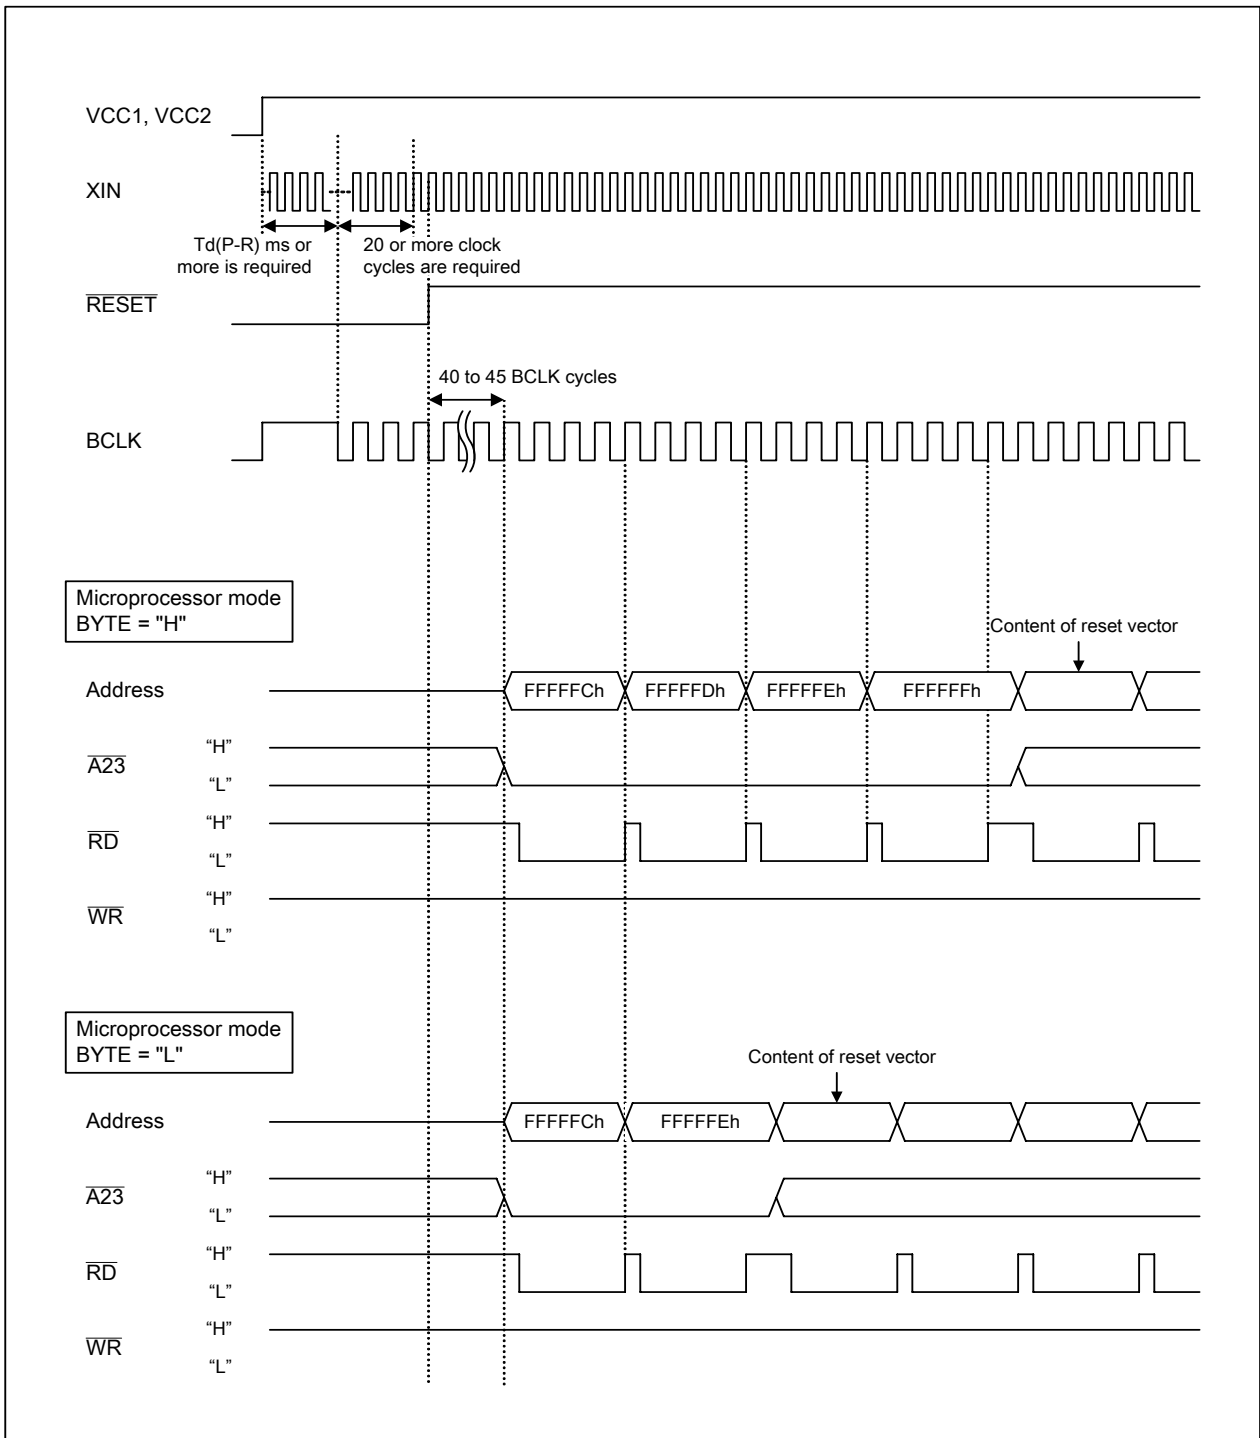 VCC1, VCC2
XIN
Td(P-R) ms or
more is required
20 or more clock
cycles are required
RESET
40 to 45 BCLK cycles
BCLK
Microprocessor mode
BYTE = "H"
Content of reset vector
Address
FFFFFCh
FFFFFDh
FFFFFEh
FFFFFFh
A23
“H”
“L”
RD
“H”
“L”
WR
“H”
“L”
Microprocessor mode
BYTE = "L"
Content of reset vector
Address
FFFFFCh
FFFFFEh
A23
“H”
“L”
RD
“H”
“L”
WR
“H”
“L”